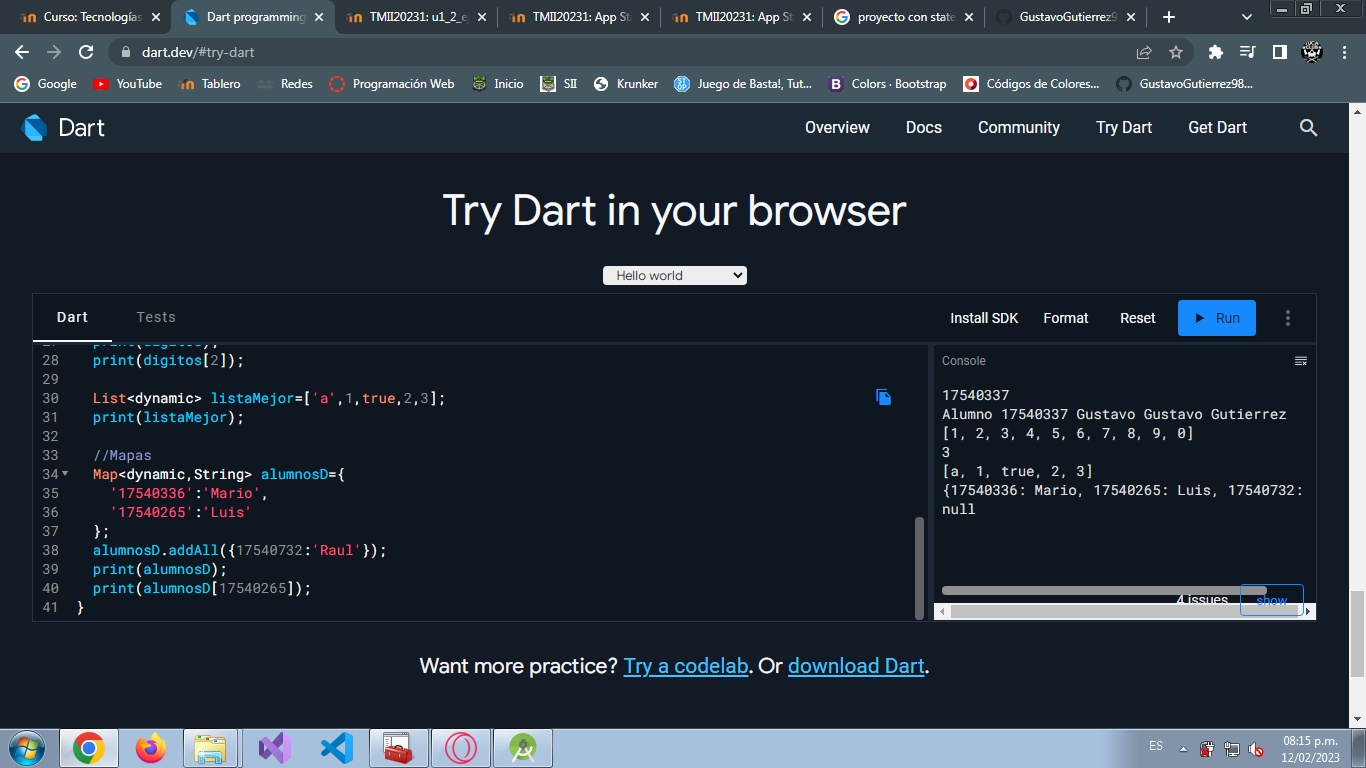 Curso: Tecnologías
Dart programming
TMII20231: u1_2_e
TMII20231: App St
TMII20231: App St
proyecto con state
GustavoGutierrez9
dart.dev/#try-dart
Google
YouTube
Tablero
Redes
Programación Web
Inicio
SII
Krunker
Juego de Basta!, Tut...
Colors · Bootstrap
Códigos de Colores...
GustavoGutierrez98...
Dart
Overview
Docs
Community
Try Dart
Get Dart
Try Dart in your browser
Hello world
Dart
Tests
Install SDK
Format
Reset
Run
28 print(digitos[2]);
29
30 List<dynamic> listaMejor=['a',1,true,2,3];
31 print(listaMejor);
32
33 //Mapas
34 Map<dynamic,String> alumnosD={
35 '17540336':'Mario',
36 '17540265':'Luis'
37 };
38 alumnosD.addAll({17540732:'Raul'});
39 print(alumnosD);
40 print(alumnosD[17540265]);
41 }
Console
17540337
Alumno 17540337 Gustavo Gustavo Gutierrez
[1, 2, 3, 4, 5, 6, 7, 8, 9, 0]
3
[a, 1, true, 2, 3]
{17540336: Mario, 17540265: Luis, 17540732:
null
4 issues
show
Want more practice? Try a codelab. Or download Dart.
ES
08:15 p.m.
12/02/2023